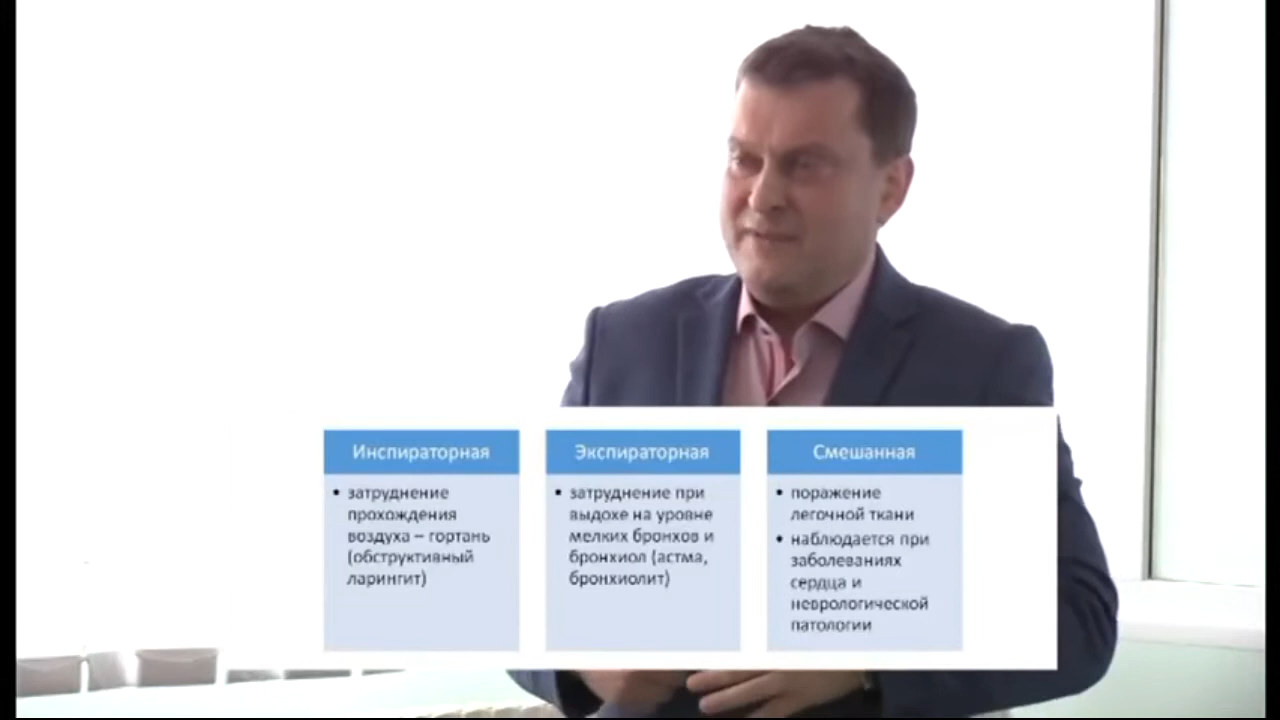 Инспираторная
• затруднение
прохождения
воздуха – гортань
(обструктивный
ларингит)
Экспираторная
• затруднение при
выдохе на уровне
мелких бронхов и
бронхиол (астма,
бронхиолит)
Смешанная
• поражение
легочной ткани
• наблюдается при
заболеваниях
сердца и
неврологической
патологии